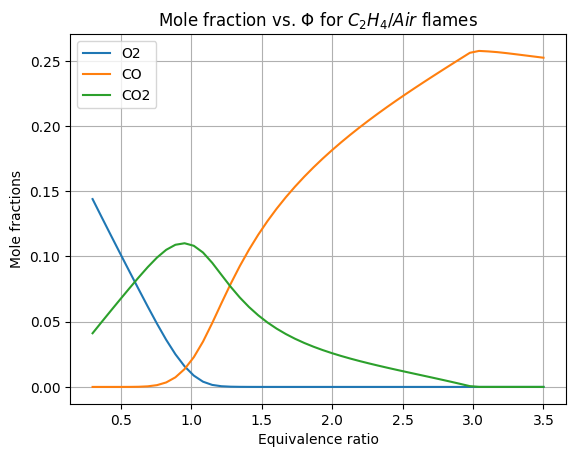 Mole fraction vs. Φ for C₂H₄/Air flames
O2
CO
CO2
Mole fractions
0.25
0.20
0.15
0.10
0.05
0.00
0.5 1.0 1.5 2.0 2.5 3.0 3.5
Equivalence ratio